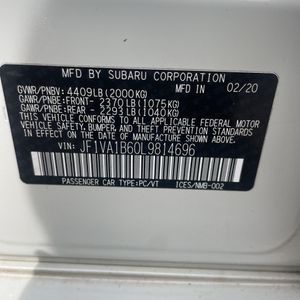 MFD. BY SUBARU CORPORATION
GVWR/PNBV: 4409LB (2000KG) 02/20
GAWR/PNBE:FRONT- 2370LB (1075KG)
GAWR/PNBE:REAR - 2293LB (1040KG)
THIS VEHICLE CONFORMS TO ALL APPLICABLE FEDERAL MOTOR
VEHICLE SAFETY, BUMPER, AND THEFT PREVENTION STANDARDS
IN EFFECT ON THE DATE OF MANUFACTURE SHOWN ABOVE.
VIN: JF1VA1B60L9814696
PASSENGER CAR TYPE:PC/VT ICES/NMB-002